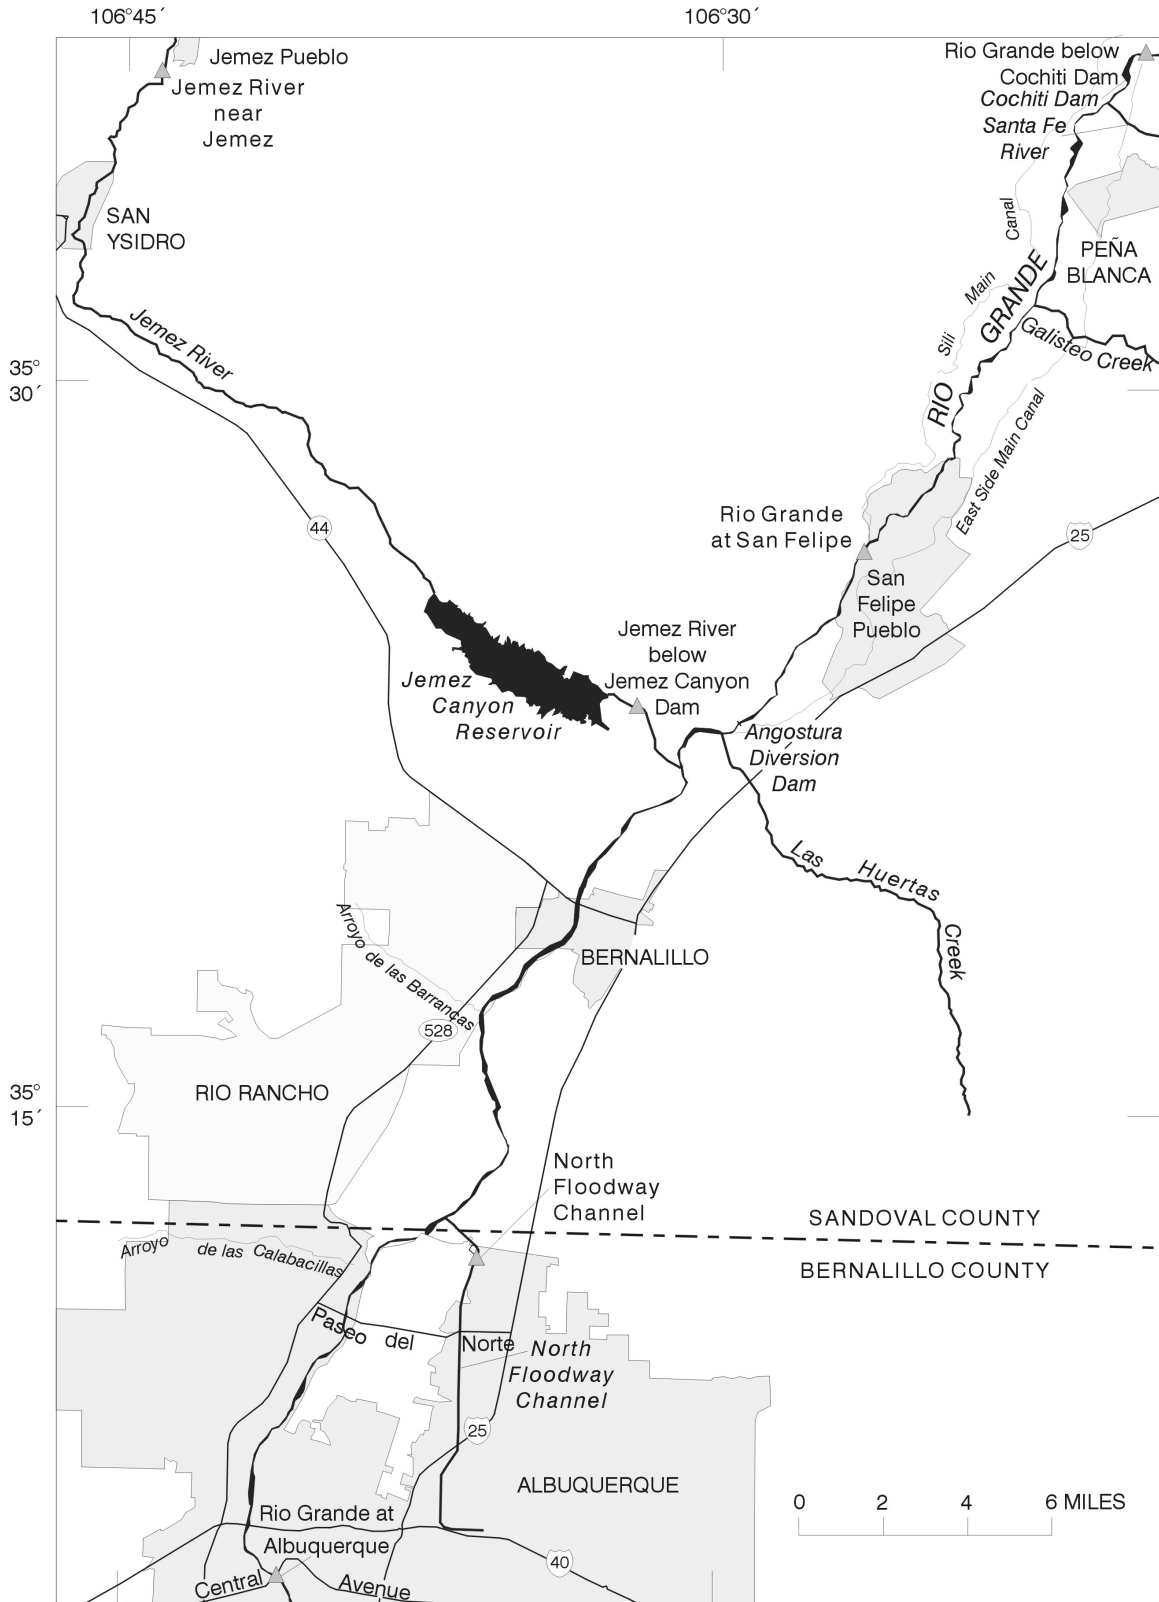 106°45´
106°30´
Jemez Pueblo
Jemez River
near
Jemez
Rio Grande below
Cochiti Dam
Cochiti Dam
Santa Fe
River
SAN
YSIDRO
Canal
Main
Sili
PEÑA
BLANCA
RIO GRANDE
Galisteo Creek
Jemez River
35°
30´
East Side Main Canal
44
Rio Grande
at San Felipe
25
San
Felipe
Pueblo
Jemez River
below
Jemez Canyon
Dam
Jemez
Canyon
Reservoir
Angostura
Diversion
Dam
Las Huertas Creek
Arroyo de las Barrancas
BERNALILLO
528
RIO RANCHO
35°
15´
North
Floodway
Channel
SANDOVAL COUNTY
BERNALILLO COUNTY
Arroyo de las Calabacillas
Paseo del Norte
North
Floodway
Channel
25
ALBUQUERQUE
0 2 4 6 MILES
Rio Grande at
Albuquerque
40
Central Avenue